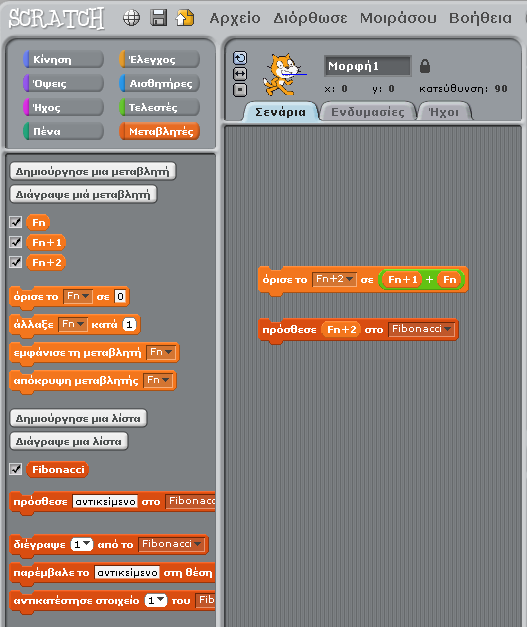 SCRATCH
Αρχείο Διόρθωσε Μοιράσου Βοήθεια
Κίνηση
Έλεγχος
Όψεις
Αισθητήρες
Ήχος
Τελεστές
Πένα
Μεταβλητές
Μορφή1
x: 0 y: 0 κατεύθυνση: 90
Σενάρια Ενδυμασίες Ήχοι
Δημιούργησε μια μεταβλητή
Διάγραψε μιά μεταβλητή
Fn
Fn+1
Fn+2
όρισε το Fn σε 0
άλλαξε Fn κατά 1
εμφάνισε τη μεταβλητή Fn
απόκρυψη μεταβλητής Fn
Δημιούργησε μια λίστα
Διάγραψε μια λίστα
Fibonacci
πρόσθεσε αντικείμενο στο Fibonacc
διέγραψε 1 από το Fibonacci
παρέμβαλε το αντικείμενο στη θέση
αντικατέστησε στοιχείο 1 του Fib
όρισε το Fn+2 σε Fn+1 + Fn
πρόσθεσε Fn+2 στο Fibonacci